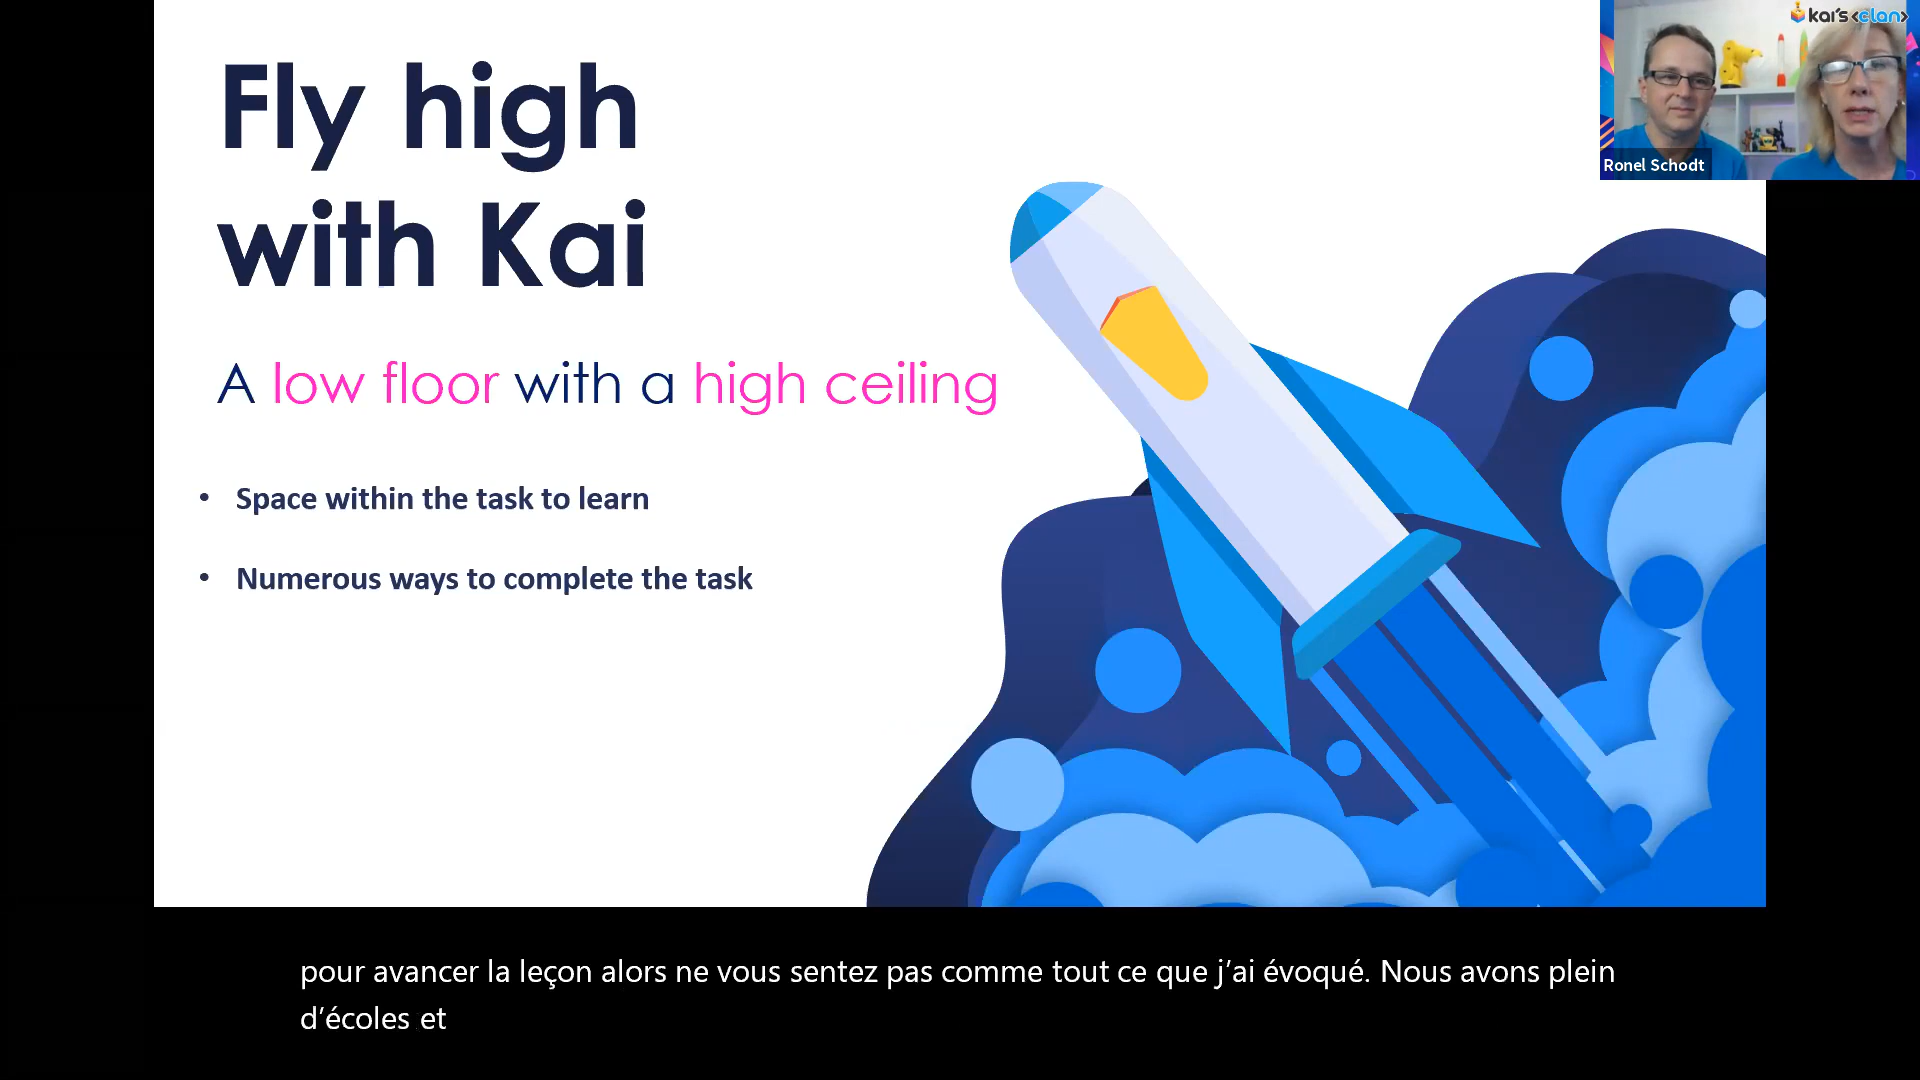 Fly high
with Kai
A low floor with a high ceiling
• Space within the task to learn
• Numerous ways to complete the task
kai's <clan>
Ronel Schodt
pour avancer la leçon alors ne vous sentez pas comme tout ce que j’ai évoqué. Nous avons plein
d’écoles et